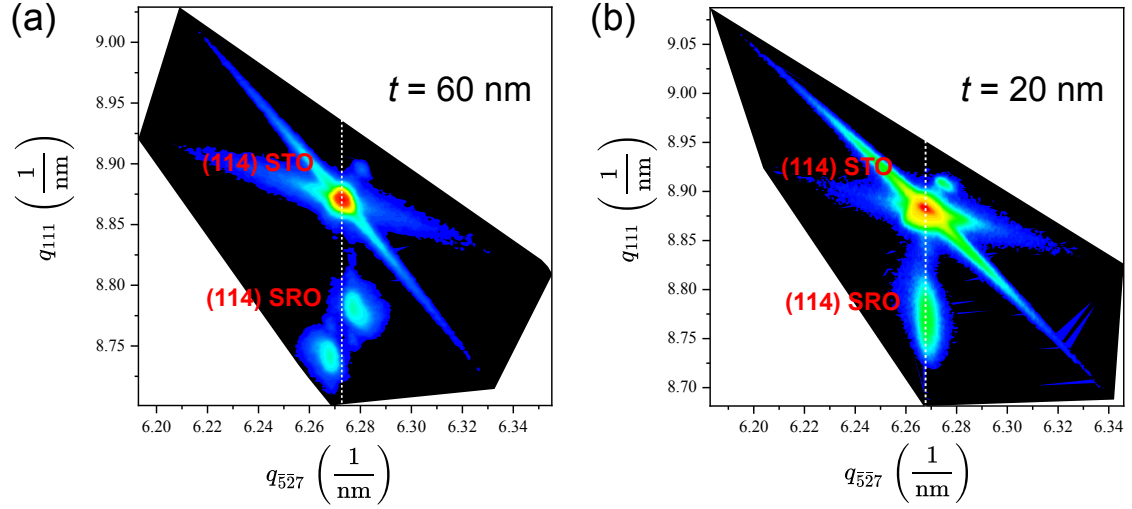 (a)
t = 60 nm
(114) STO
(114) SRO
9.00
8.95
8.90
8.85
8.80
8.75
q111 (1/nm)
6.20 6.22 6.24 6.26 6.28 6.30 6.32 6.34
q5̅5̅27 (1/nm)
(b)
t = 20 nm
(114) STO
(114) SRO
9.05
9.00
8.95
8.90
8.85
8.80
8.75
8.70
q111 (1/nm)
6.20 6.22 6.24 6.26 6.28 6.30 6.32 6.34
q5̅5̅27 (1/nm)